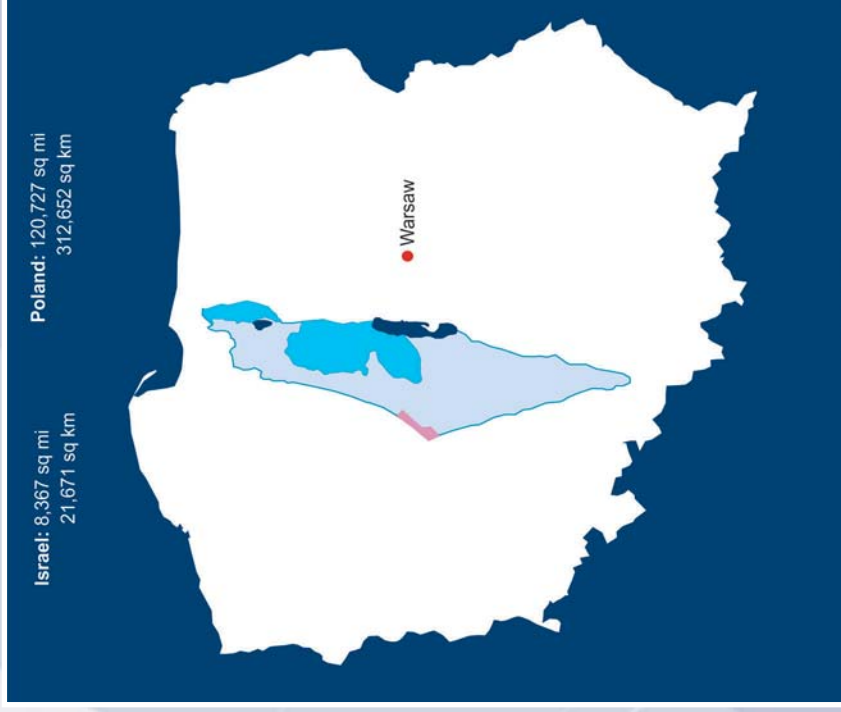 Israel: 8,367 sq mi
21,671 sq km
Poland: 120,727 sq mi
312,652 sq km
Warsaw